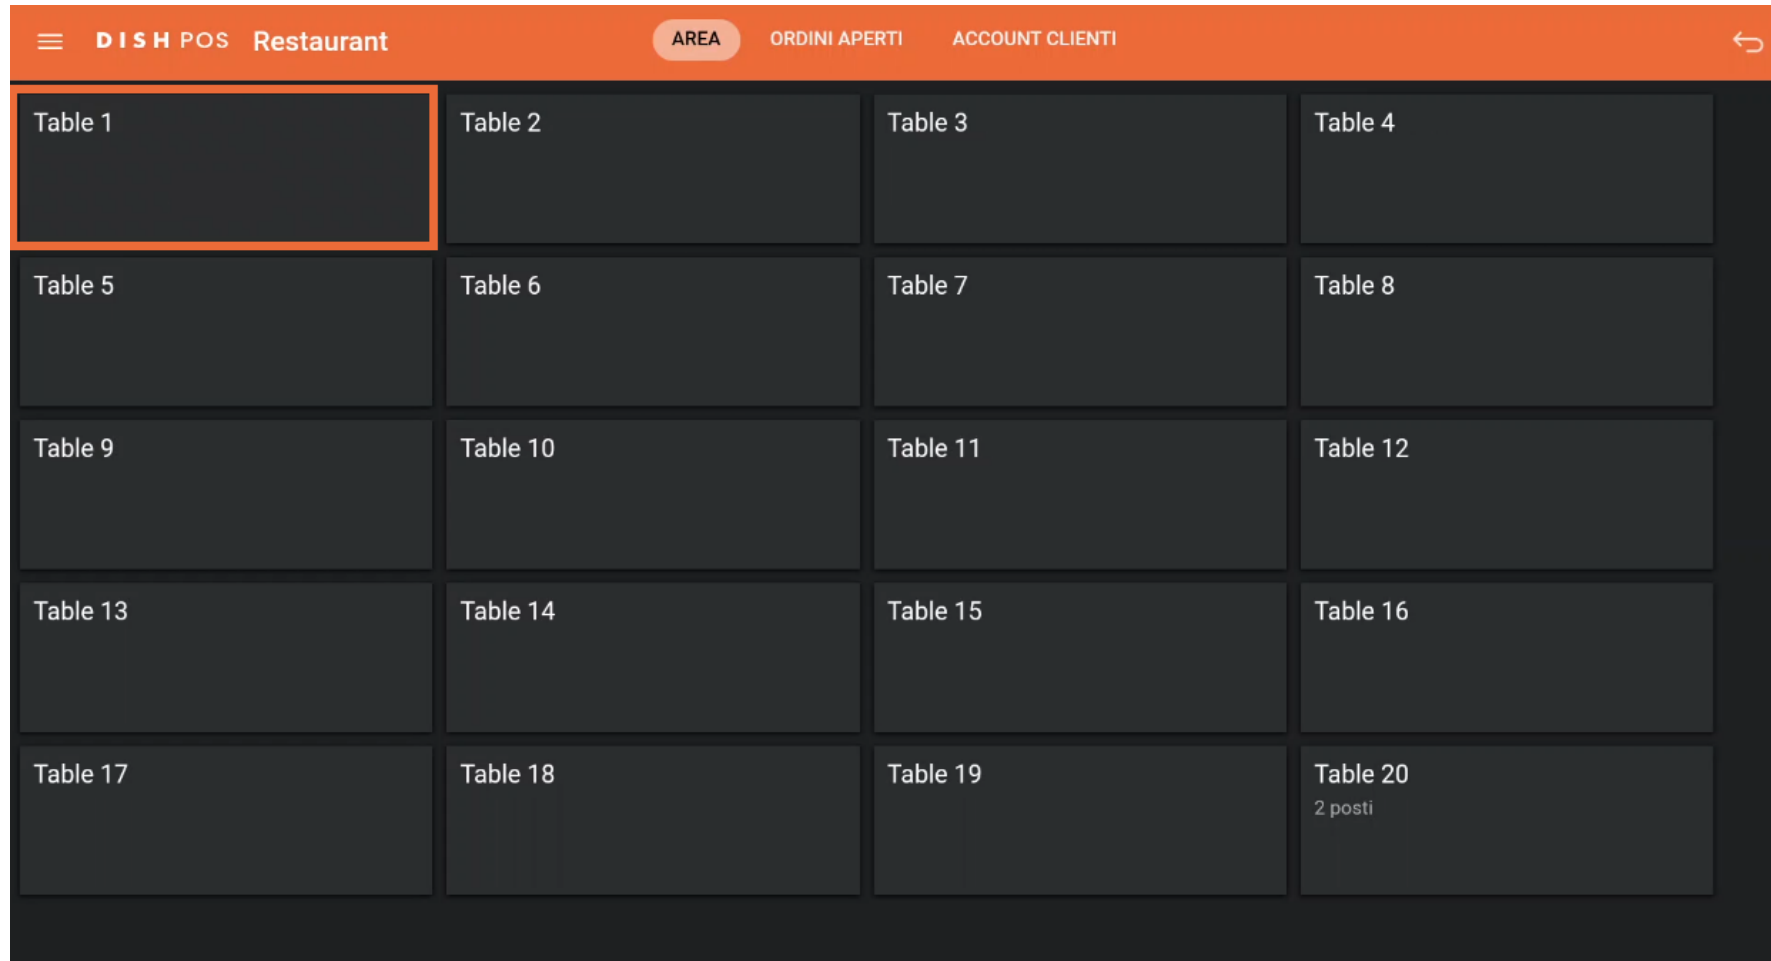 DISH POS Restaurant AREA ORDINI APERTI ACCOUNT CLIENTI
Table 1 Table 2 Table 3 Table 4
Table 5 Table 6 Table 7 Table 8
Table 9 Table 10 Table 11 Table 12
Table 13 Table 14 Table 15 Table 16
Table 17 Table 18 Table 19 Table 20
2 posti